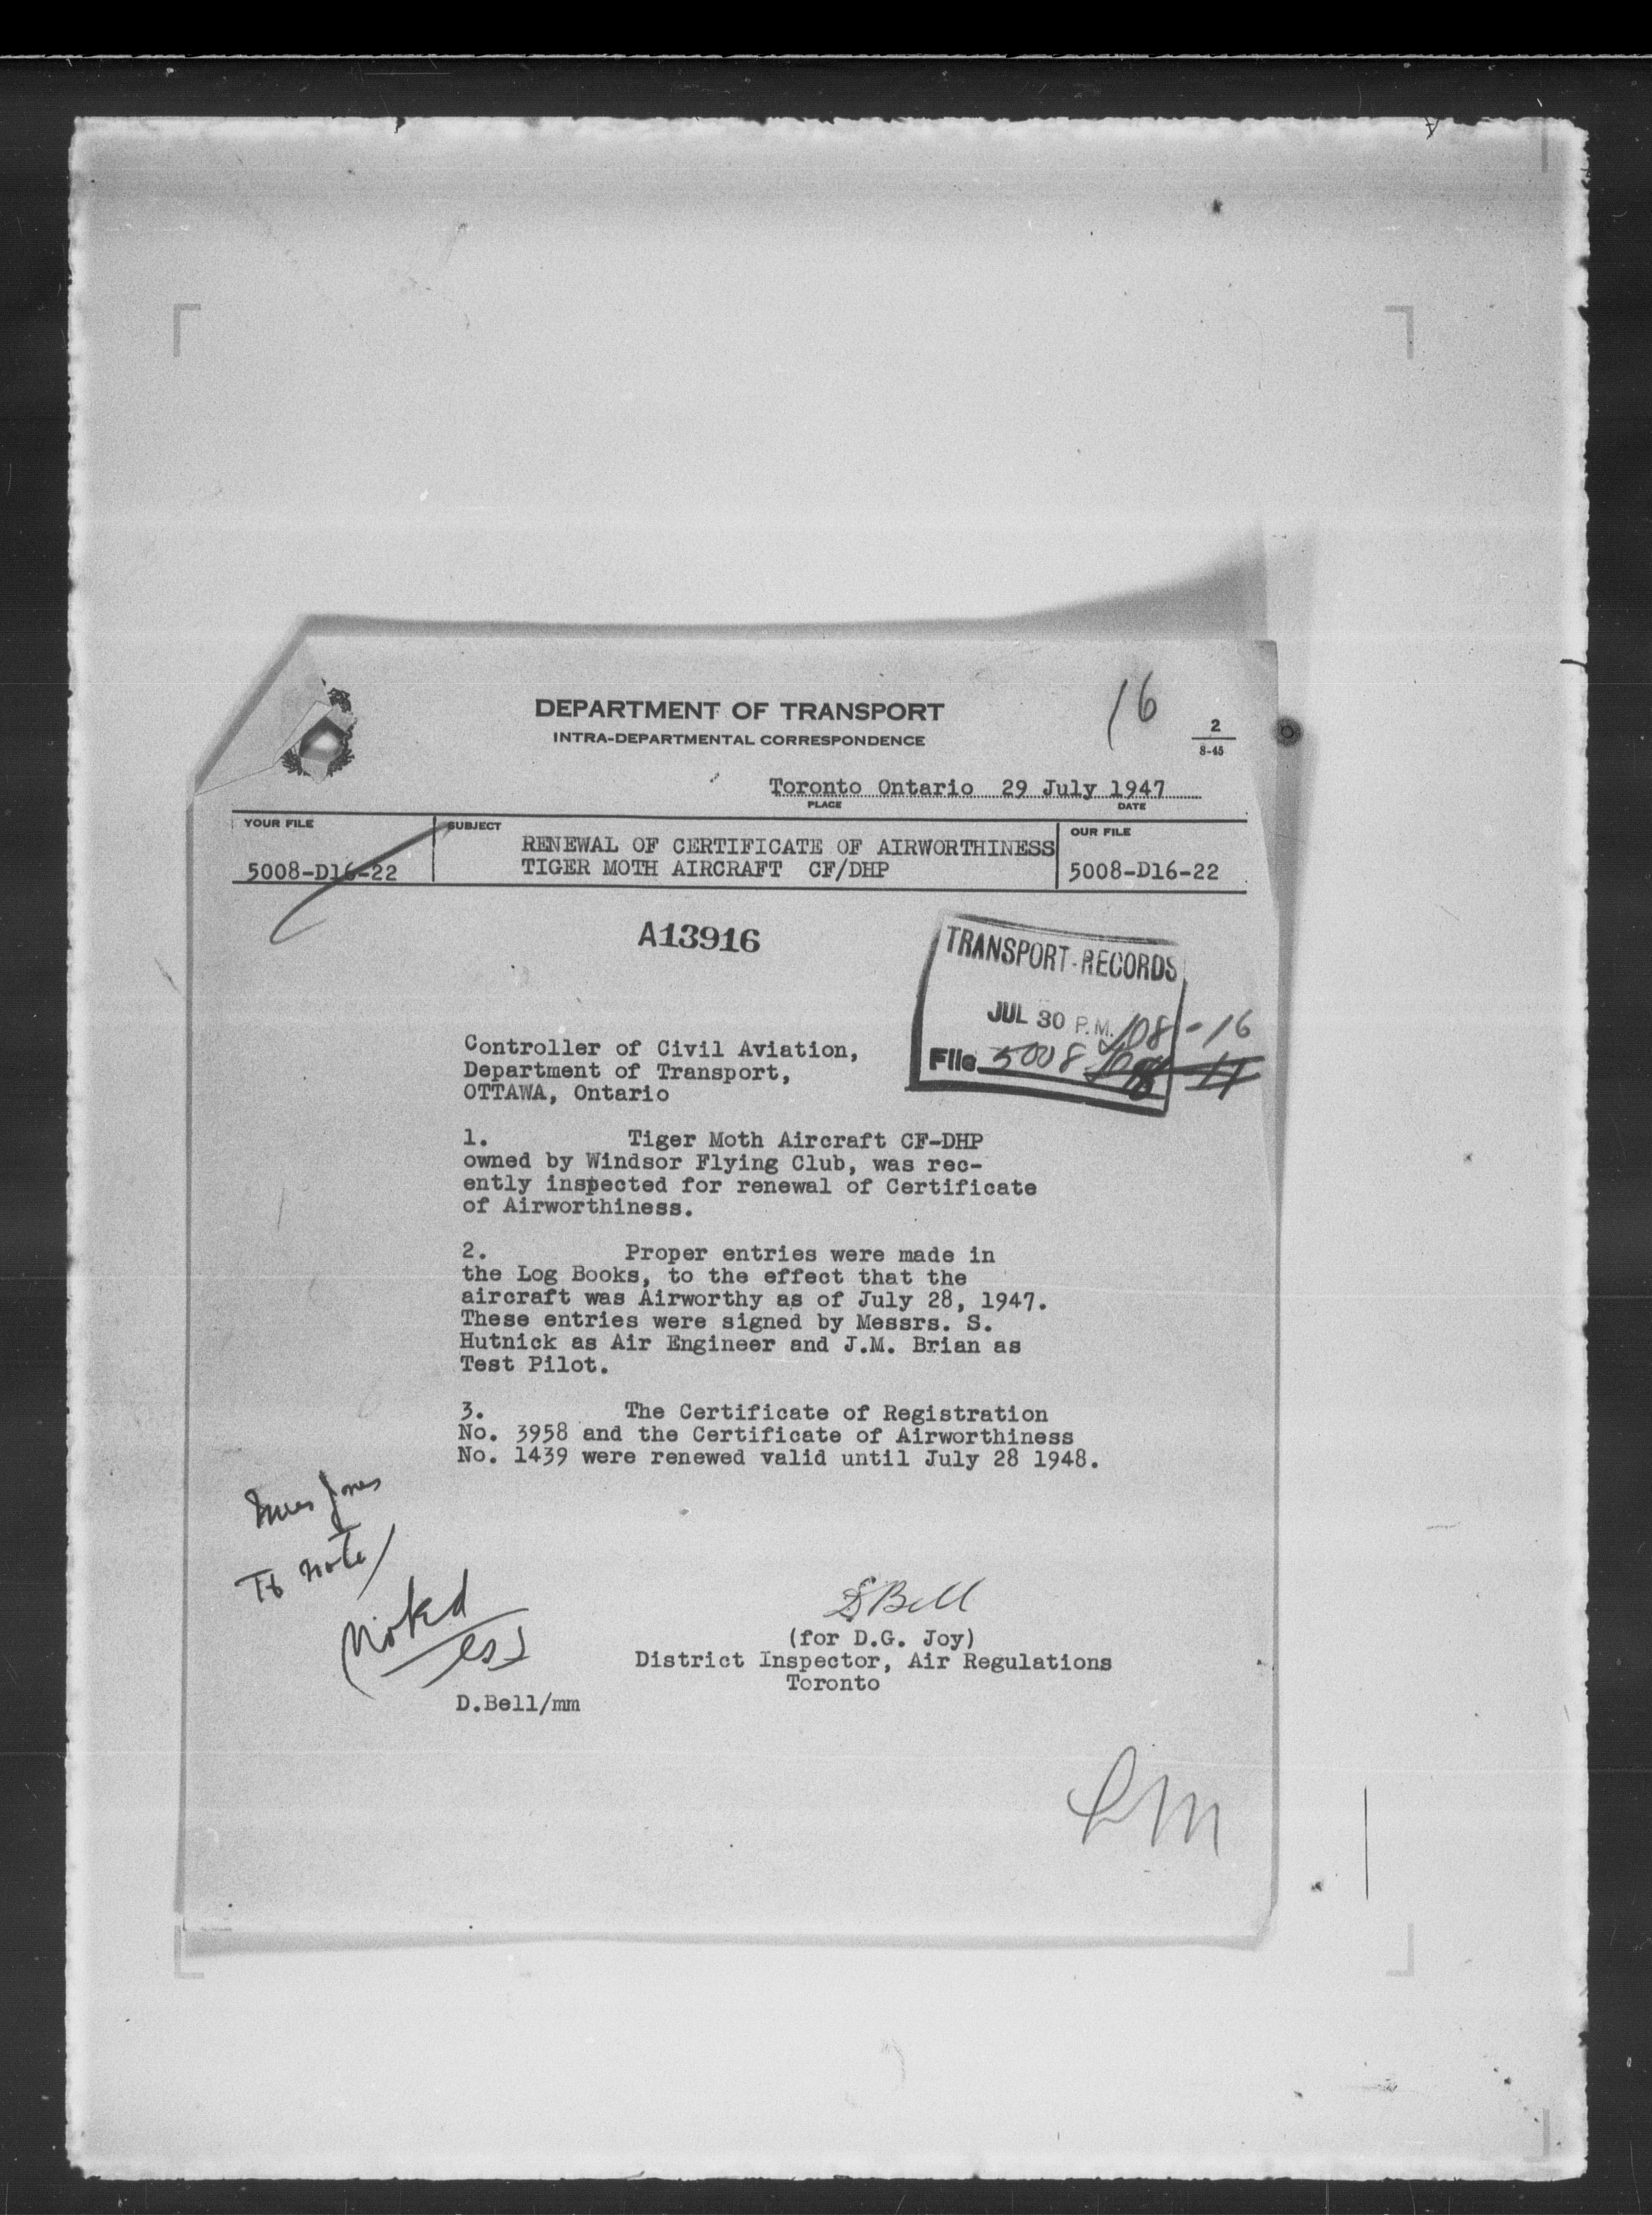 16
DEPARTMENT OF TRANSPORT
INTRA-DEPARTMENTAL CORRESPONDENCE
2
8-45
Toronto Ontario 29 July 1947
PLACE DATE
YOUR FILE SUBJECT OUR FILE
RENEWAL OF CERTIFICATE OF AIRWORTHINESS
5008-D16-22 TIGER MOTH AIRCRAFT CF/DHP 5008-D16-22
A13916
TRANSPORT-RECORDS
JUL 30 P.M. 108-16
File 5008
Controller of Civil Aviation,
Department of Transport,
OTTAWA, Ontario
1. Tiger Moth Aircraft CF-DHP
owned by Windsor Flying Club, was rec-
ently inspected for renewal of Certificate
of Airworthiness.
2. Proper entries were made in
the Log Books, to the effect that the
aircraft was Airworthy as of July 28, 1947.
These entries were signed by Messrs. S.
Hutnick as Air Engineer and J.M. Brian as
Test Pilot.
3. The Certificate of Registration
No. 3958 and the Certificate of Airworthiness
No. 1439 were renewed valid until July 28 1948.
Jones
To note
Noted
DBell
(for D.G. Joy)
District Inspector, Air Regulations
Toronto
D.Bell/mm